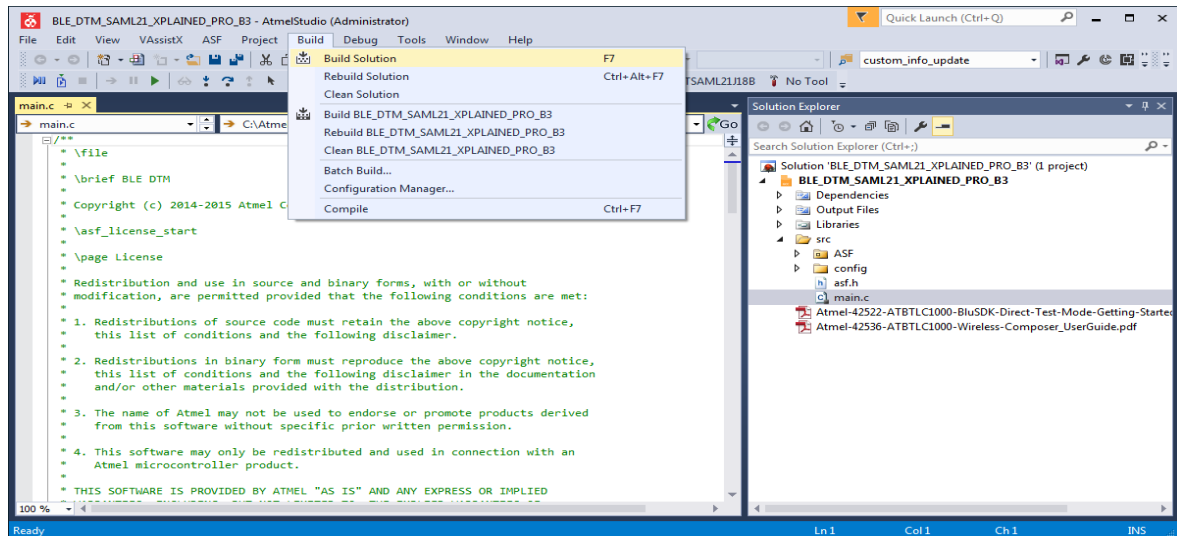 BLE_DTM_SAML21_XPLAINED_PRO_B3 - AtmelStudio (Administrator)
Quick Launch (Ctrl+Q)
File Edit View VAssistX ASF Project Build Debug Tools Window Help
Build Solution F7
Rebuild Solution Ctrl+Alt+F7
Clean Solution
Build BLE_DTM_SAML21_XPLAINED_PRO_B3
Rebuild BLE_DTM_SAML21_XPLAINED_PRO_B3
Clean BLE_DTM_SAML21_XPLAINED_PRO_B3
Batch Build...
Configuration Manager...
Compile Ctrl+F7
custom_info_update
TSAML21J18B No Tool
main.c
main.c C:\Atme Go
/**
* \file
*
* \brief BLE DTM
*
* Copyright (c) 2014-2015 Atmel C
*
* \asf_license_start
*
* \page License
*
* Redistribution and use in source and binary forms, with or without
* modification, are permitted provided that the following conditions are met:
*
* 1. Redistributions of source code must retain the above copyright notice,
* this list of conditions and the following disclaimer.
*
* 2. Redistributions in binary form must reproduce the above copyright notice,
* this list of conditions and the following disclaimer in the documentation
* and/or other materials provided with the distribution.
*
* 3. The name of Atmel may not be used to endorse or promote products derived
* from this software without specific prior written permission.
*
* 4. This software may only be redistributed and used in connection with an
* Atmel microcontroller product.
*
* THIS SOFTWARE IS PROVIDED BY ATMEL "AS IS" AND ANY EXPRESS OR IMPLIED
100 %
Solution Explorer
Search Solution Explorer (Ctrl+;)
Solution 'BLE_DTM_SAML21_XPLAINED_PRO_B3' (1 project)
BLE_DTM_SAML21_XPLAINED_PRO_B3
Dependencies
Output Files
Libraries
src
ASF
config
asf.h
main.c
Atmel-42522-ATBTLC1000-BluSDK-Direct-Test-Mode-Getting-Started
Atmel-42536-ATBTLC1000-Wireless-Composer_UserGuide.pdf
Ready Ln 1 Col 1 Ch 1 INS